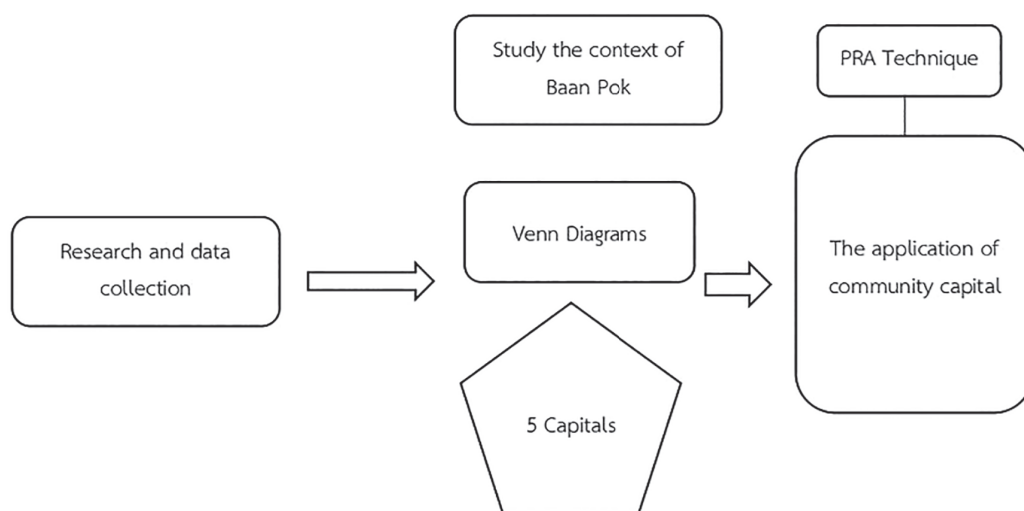 Study the context of
Baan Pok
PRA Technique
Research and data
collection
Venn Diagrams
The application of
community capital
5 Capitals